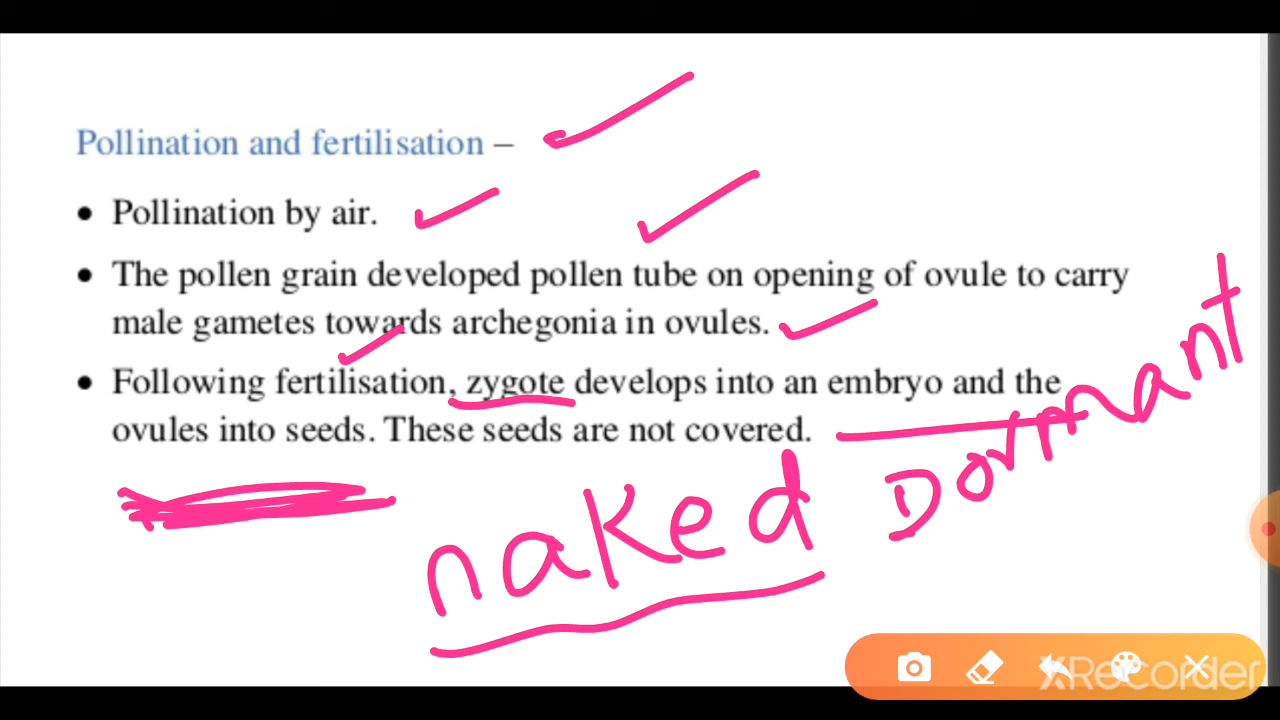 Pollination and fertilisation –
• Pollination by air.
• The pollen grain developed pollen tube on opening of ovule to carry
male gametes towards archegonia in ovules.
• Following fertilisation, zygote develops into an embryo and the
ovules into seeds. These seeds are not covered.
naked Dormant
XRecorder